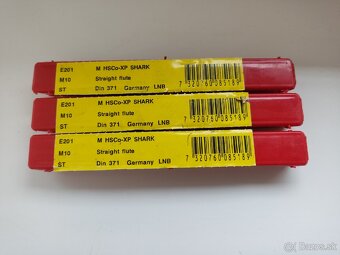 E201 M HSCo-XP SHARK
M10 Straight flute
ST Din 371 Germany LNB
7 320760 085189
E201 M HSCo-XP SHARK
M10 Straight flute
ST Din 371 Germany LNB
7 320760 085189
E201 M HSCo-XP SHARK
M10 Straight flute
ST Din 371 Germany LNB
7 320760 085189
bazos.sk